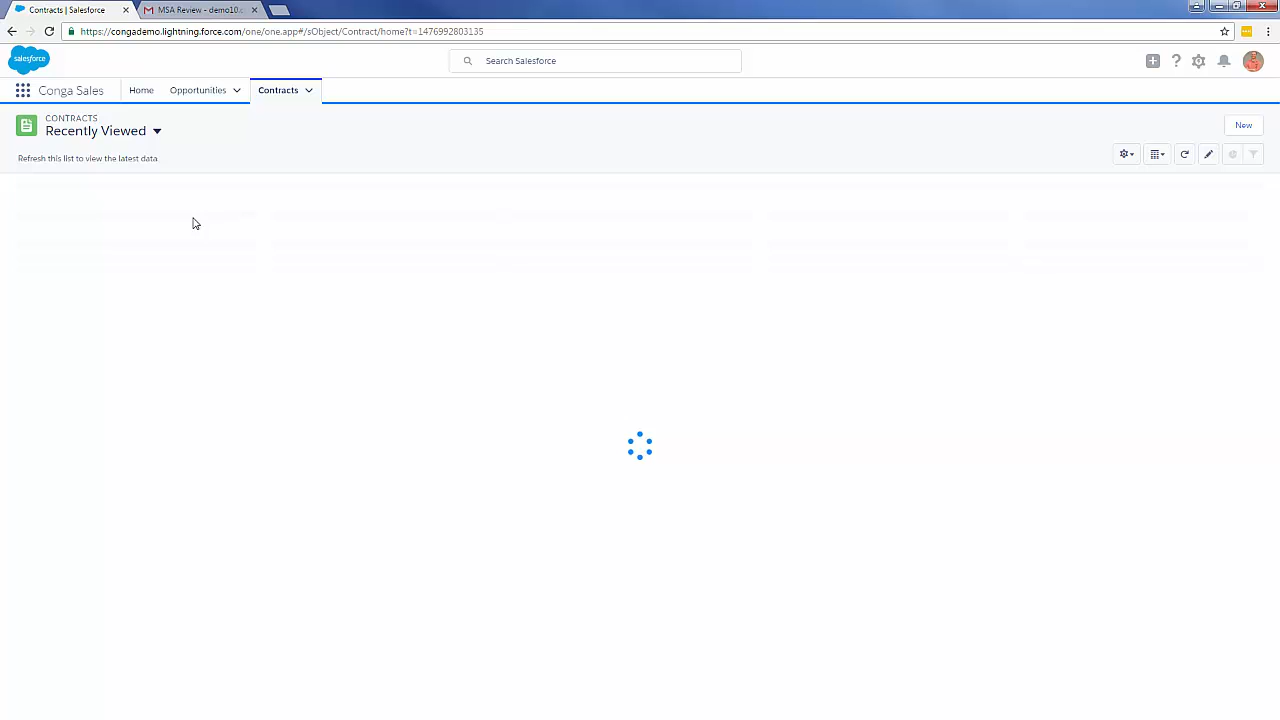 Contracts | Salesforce
MSA Review - demo10.c
https://congademo.lightning.force.com/one/one.app#/sObject/Contract/home?t=1476992803135
salesforce
Search Salesforce
Conga Sales
Home
Opportunities
Contracts
CONTRACTS
Recently Viewed
New
Refresh this list to view the latest data.